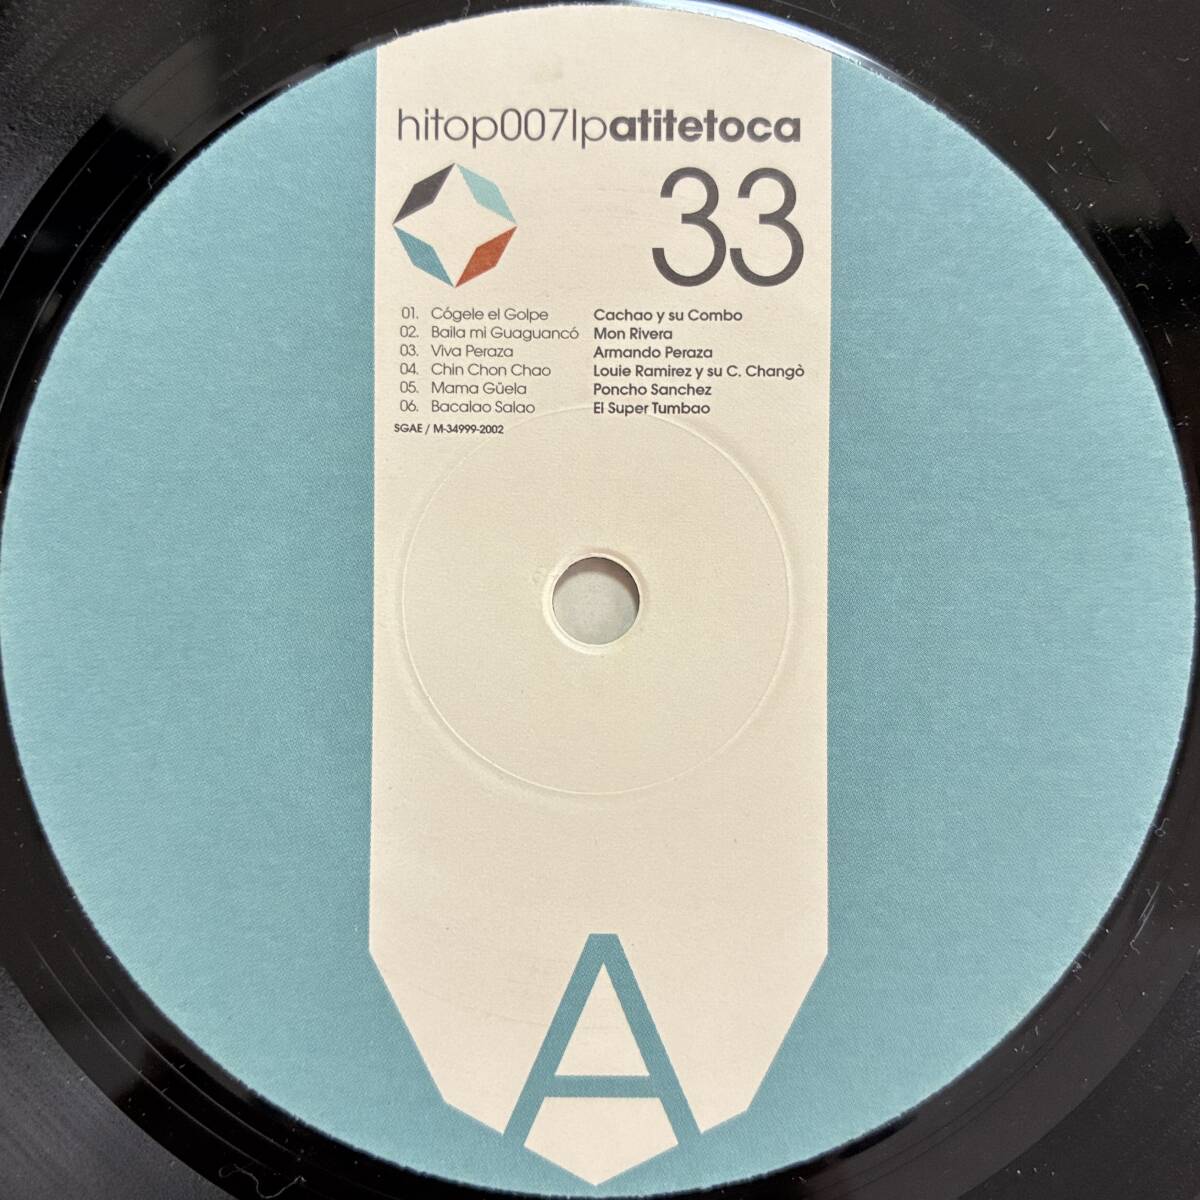 hitop007lpatitetoca
33
01. Cógele el Golpe Cachao y su Combo
02. Baila mi Guaguancó Mon Rivera
03. Viva Peraza Armando Peraza
04. Chin Chon Chao Louie Ramirez y su C. Changò
05. Mama Güela Poncho Sanchez
06. Bacalao Salao El Super Tumbao
SGAE / M-34999-2002
A